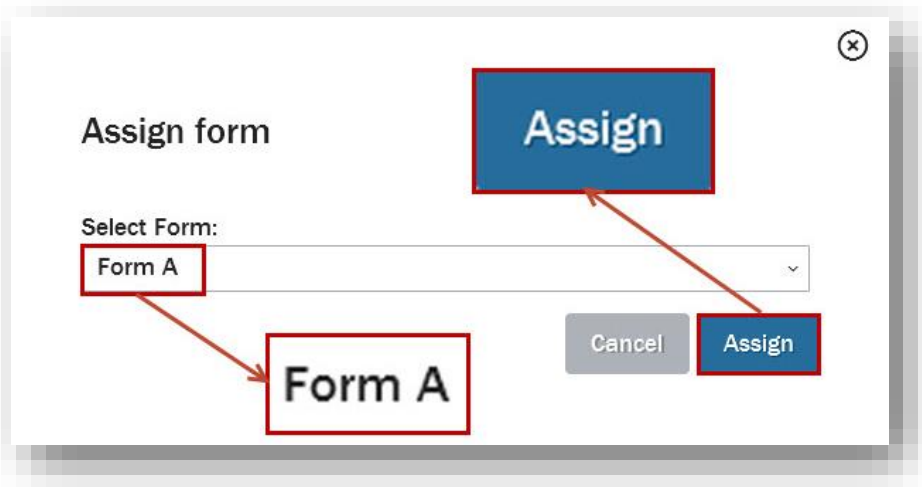 Assign form
Assign
Select Form:
Form A
Cancel
Assign
Form A